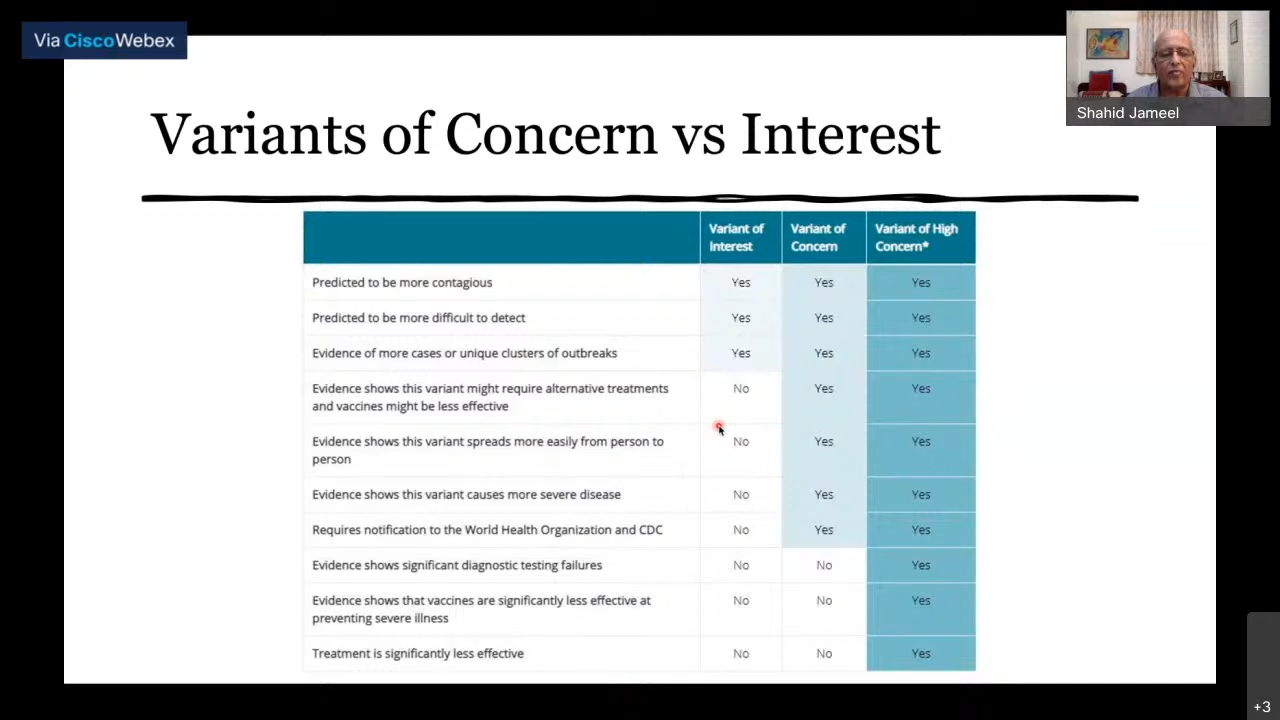 Via CiscoWebex
Shahid Jameel
Variants of Concern vs Interest
Variant of Interest Variant of Concern Variant of High Concern*
Predicted to be more contagious Yes Yes Yes
Predicted to be more difficult to detect Yes Yes Yes
Evidence of more cases or unique clusters of outbreaks Yes Yes Yes
Evidence shows this variant might require alternative treatments
and vaccines might be less effective No Yes Yes
Evidence shows this variant spreads more easily from person to
person No Yes Yes
Evidence shows this variant causes more severe disease No Yes Yes
Requires notification to the World Health Organization and CDC No Yes Yes
Evidence shows significant diagnostic testing failures No No Yes
Evidence shows that vaccines are significantly less effective at
preventing severe illness No No Yes
Treatment is significantly less effective No No Yes
+3